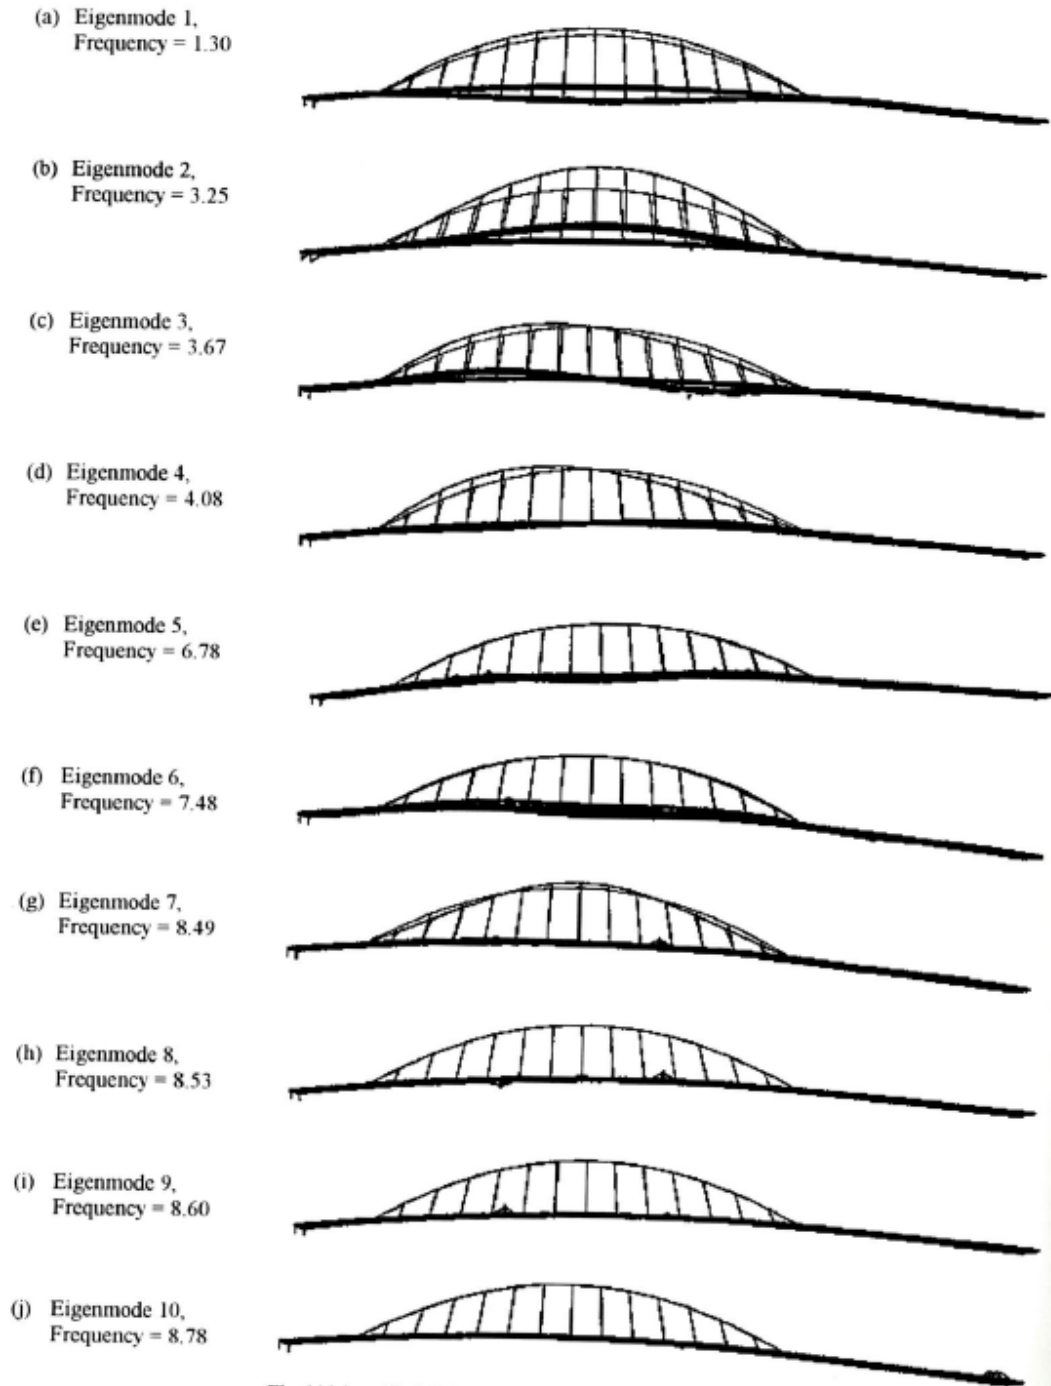 (a) Eigenmode 1,
Frequency = 1.30
(b) Eigenmode 2,
Frequency = 3.25
(c) Eigenmode 3,
Frequency = 3.67
(d) Eigenmode 4,
Frequency = 4.08
(e) Eigenmode 5,
Frequency = 6.78
(f) Eigenmode 6,
Frequency = 7.48
(g) Eigenmode 7,
Frequency = 8.49
(h) Eigenmode 8,
Frequency = 8.53
(i) Eigenmode 9,
Frequency = 8.60
(j) Eigenmode 10,
Frequency = 8.78